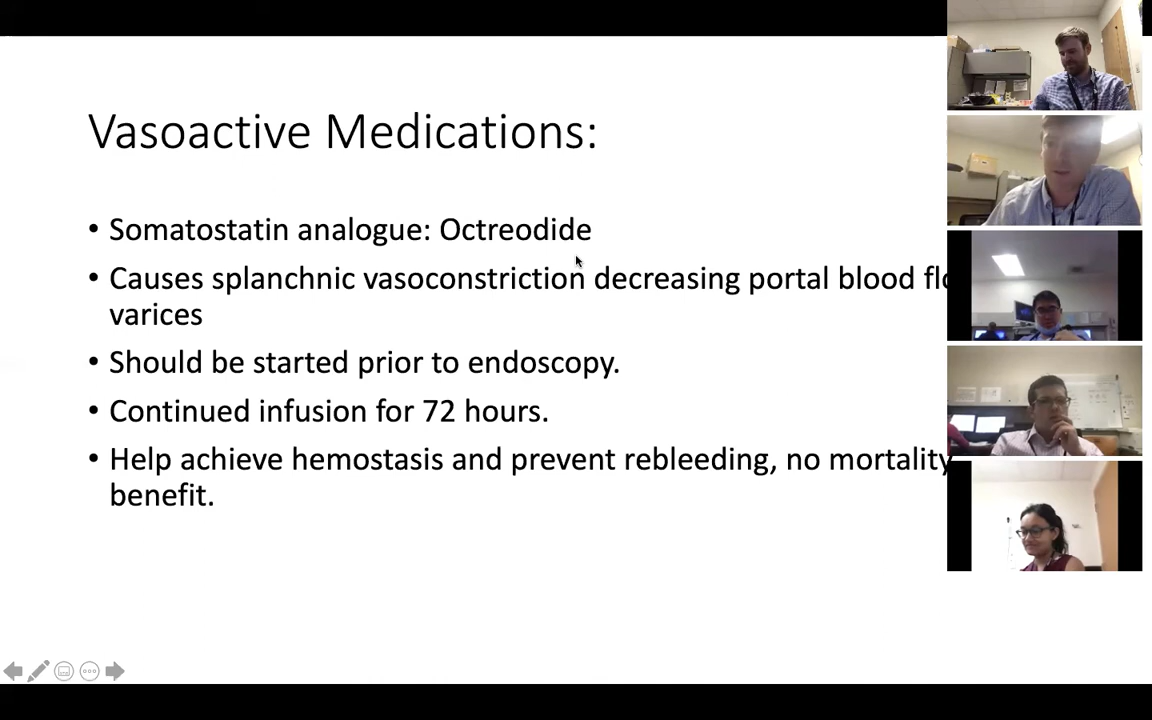 Vasoactive Medications:
• Somatostatin analogue: Octreodide
• Causes splanchnic vasoconstriction decreasing portal blood flo
varices
• Should be started prior to endoscopy.
• Continued infusion for 72 hours.
• Help achieve hemostasis and prevent rebleeding, no mortality
benefit.